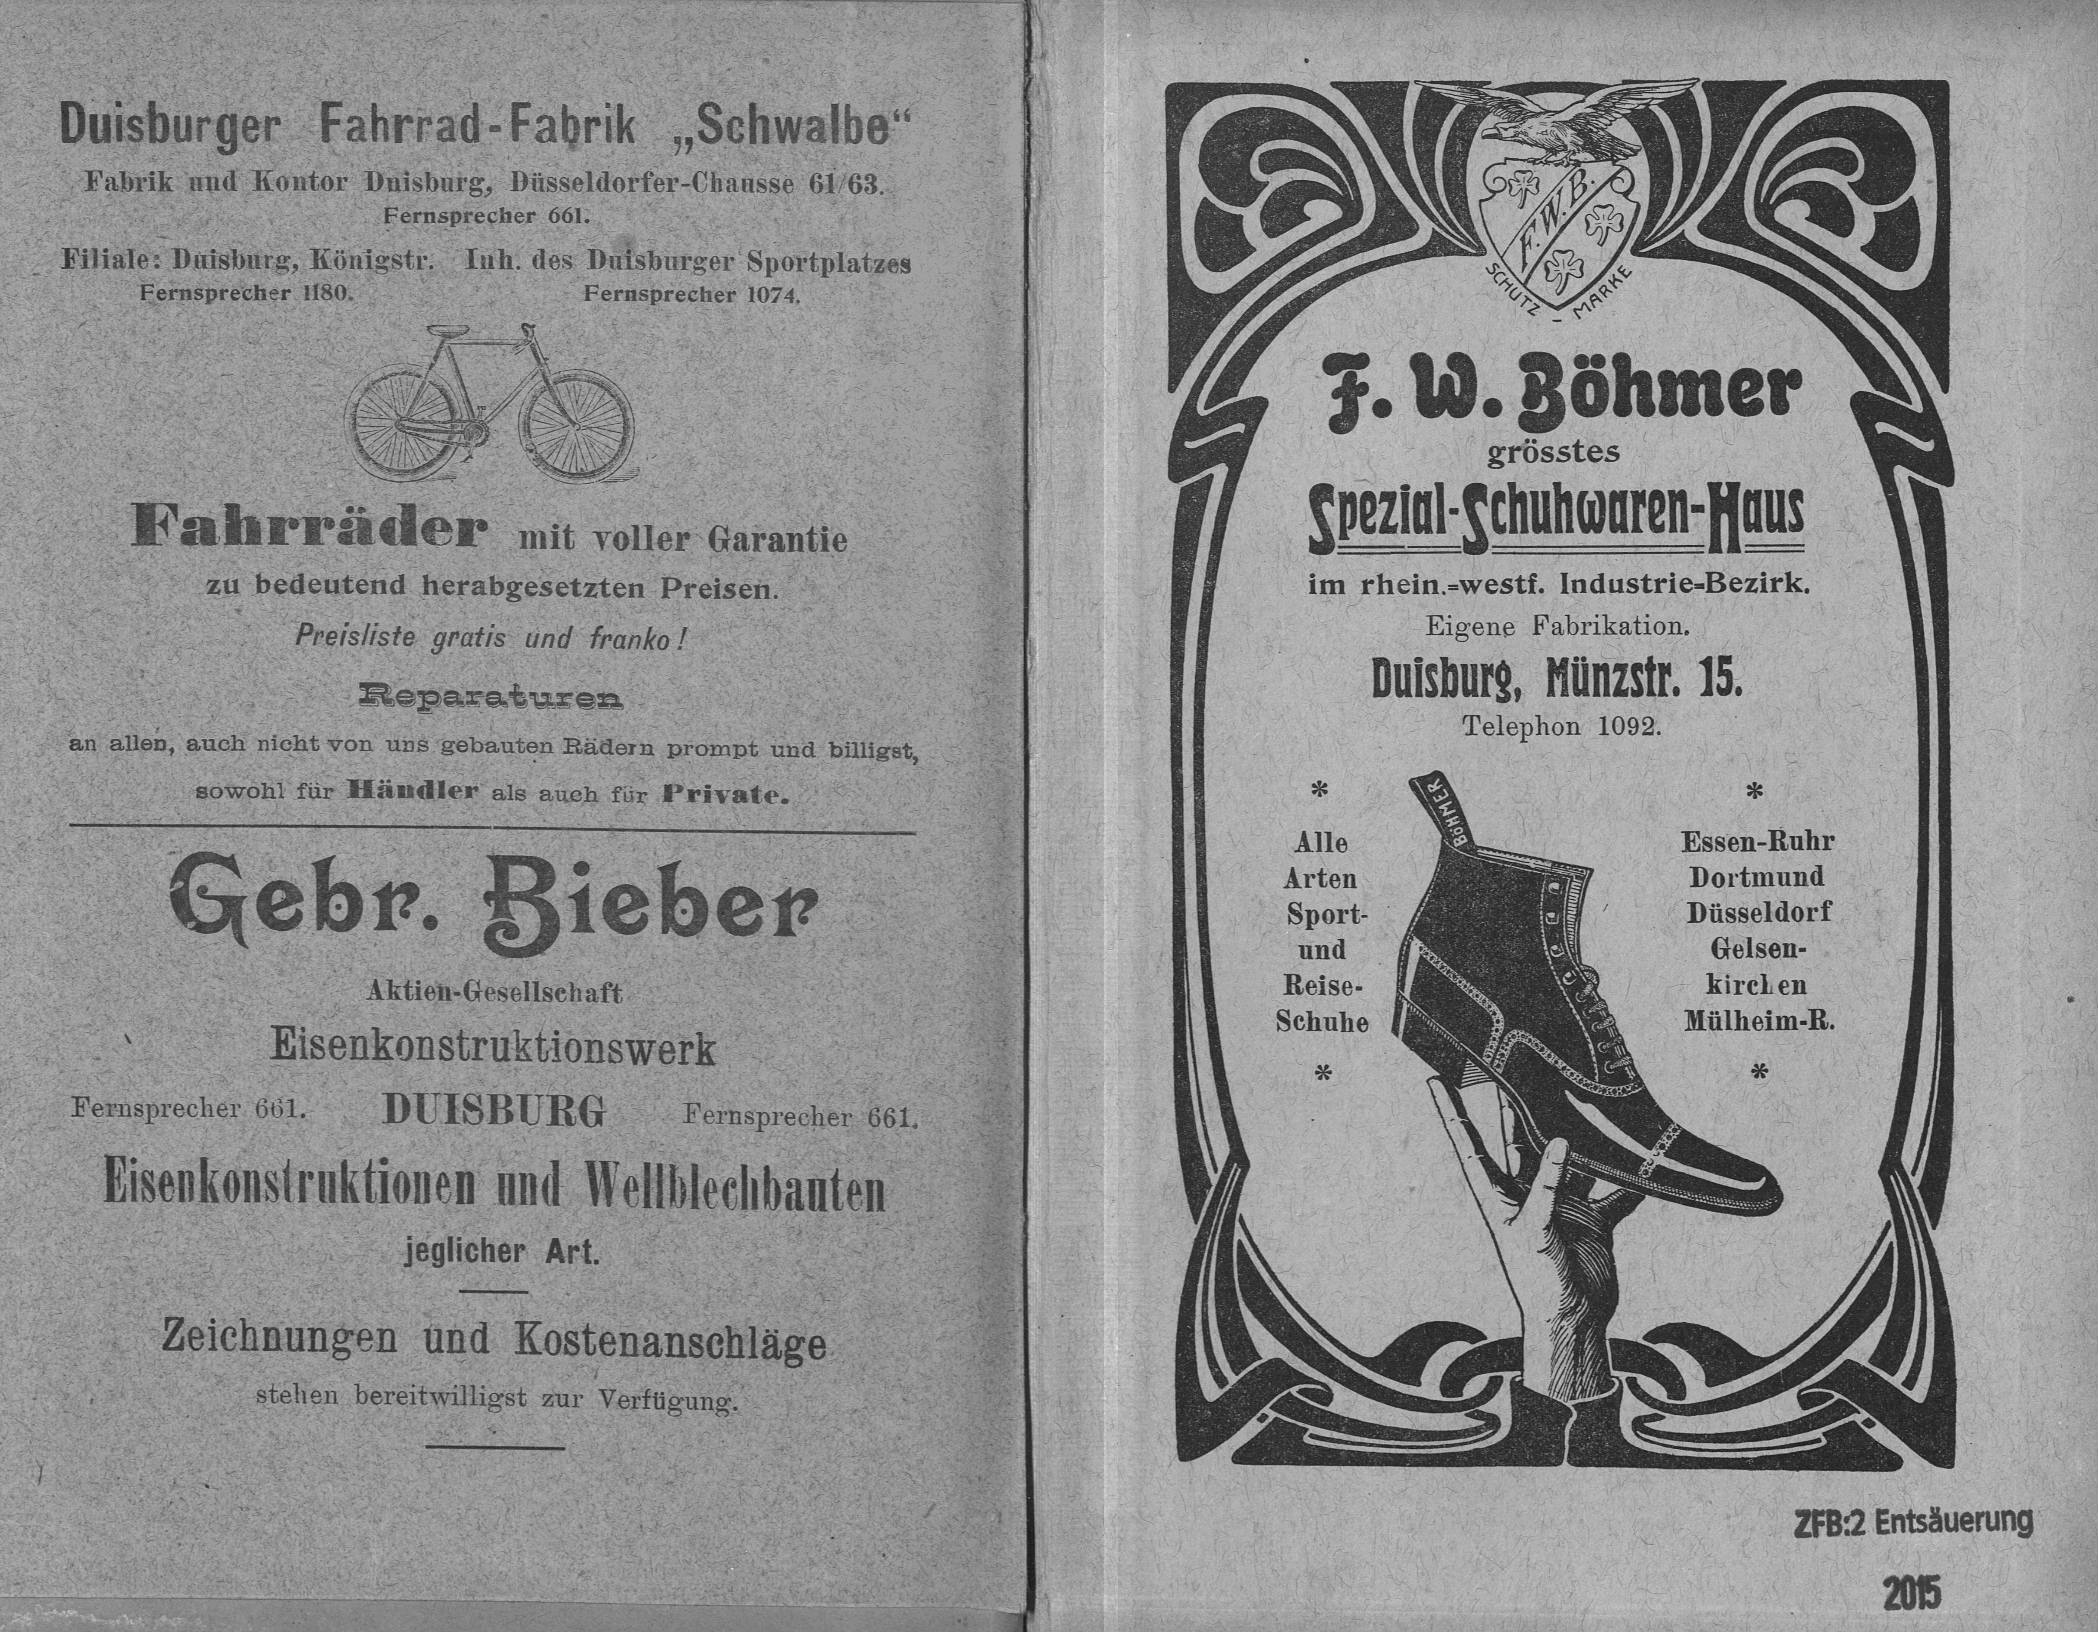 Duisburger Fahrrad-Fabrik „Schwalbe“
Fabrik und Kontor Duisburg, Düsseldorfer-Chausse 61/63.
Fernsprecher 661.
Filiale: Duisburg, Königstr. Inh. des Duisburger Sportplatzes
Fernsprecher 1180. Fernsprecher 1074.
Fahrräder mit voller Garantie
zu bedeutend herabgesetzten Preisen.
Preisliste gratis und franko!
Reparaturen
an allen, auch nicht von uns gebauten Rädern prompt und billigst,
sowohl für Händler als auch für Private.
Gebr. Bieber
Aktien-Gesellschaft
Eisenkonstruktionswerk
Fernsprecher 661. DUISBURG Fernsprecher 661.
Eisenkonstruktionen und Wellblechbauten
jeglicher Art.
Zeichnungen und Kostenanschläge
stehen bereitwilligst zur Verfügung.
F.W.B.
SCHUTZ-MARKE
F. W. Böhmer
grösstes
Spezial-Schuhwaren-Haus
im rhein.-westf. Industrie-Bezirk.
Eigene Fabrikation.
Duisburg, Münzstr. 15.
Telephon 1092.
*
Alle
Arten
Sport-
und
Reise-
Schuhe
*
BÖHMER
*
Essen-Ruhr
Dortmund
Düsseldorf
Gelsen-
kirchen
Mülheim-R.
*
ZFB:2 Entsäuerung
2015